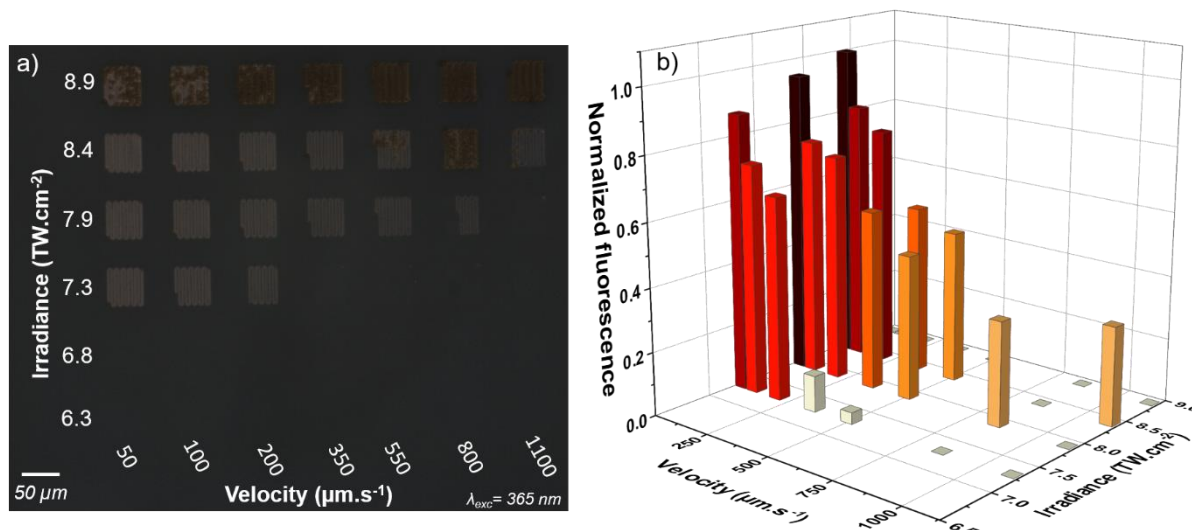 a)
8.9
8.4
7.9
7.3
6.8
6.3
Irradiance (TW.cm⁻²)
50 100 200 350 550 800 1100
Velocity (µm.s⁻¹)
50 µm
λexc= 365 nm
b)
Normalized fluorescence
1.0
0.8
0.6
0.4
0.2
0.0
250
500
750
1000
Velocity (µm.s⁻¹)
7.0
7.5
8.0
8.5
Irradiance (TW.cm⁻²)